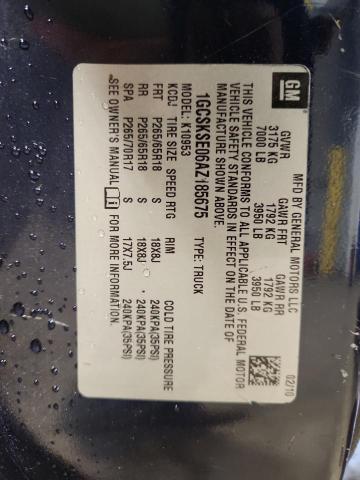 GM
MFD BY GENERAL MOTORS LLC 02/10
GVWR GAWR FRT GAWR RR
3175 KG 1792 KG 1792 KG
7000 LB 3950 LB 3950 LB
THIS VEHICLE CONFORMS TO ALL APPLICABLE U.S. FEDERAL MOTOR
VEHICLE SAFETY STANDARDS IN EFFECT ON THE DATE OF
MANUFACTURE SHOWN ABOVE.
1GCSKSE06AZ185675 TYPE: TRUCK
MODEL: K10953
KCDJ TIRE SIZE SPEED RTG RIM COLD TIRE PRESSURE
FRT P265/65R18 S 18X8J 240KPA(35PSI)
RR P265/65R18 S 18X8J 240KPA(35PSI)
SPA P265/70R17 S 17X7.5J 240KPA(35PSI)
SEE OWNER'S MANUAL FOR MORE INFORMATION.